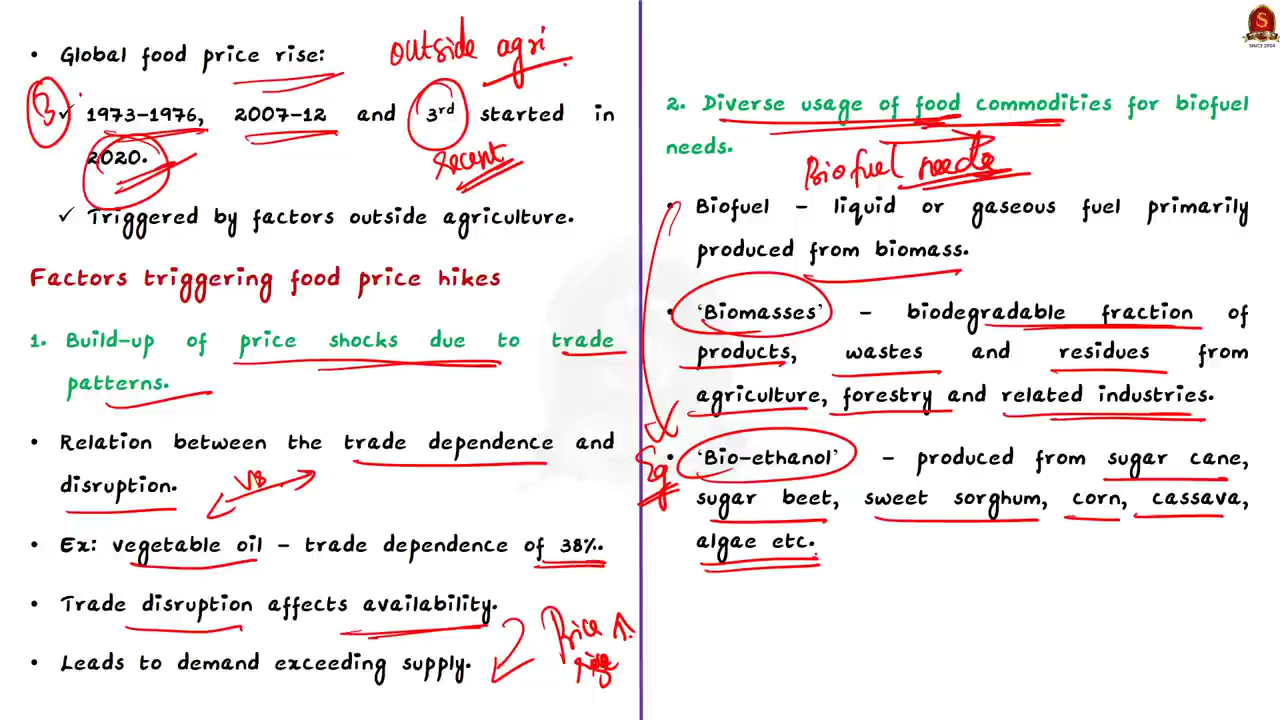 • Global food price rise:
outside agri
3
✓ 1973-1976, 2007-12 and 3rd started in
2020.
recent
✓ Triggered by factors outside agriculture.
Factors triggering food price hikes
1. Build-up of price shocks due to trade
patterns.
• Relation between the trade dependence and
disruption.
VB
• Ex: vegetable oil - trade dependence of 38%.
• Trade disruption affects availability.
Price ↑
• Leads to demand exceeding supply.
S
SINCE 2004
2. Diverse usage of food commodities for biofuel
needs.
Biofuel needs
• Biofuel - liquid or gaseous fuel primarily
produced from biomass.
• 'Biomasses' - biodegradable fraction of
products, wastes and residues from
agriculture, forestry and related industries.
Eg
• 'Bio-ethanol' - produced from sugar cane,
sugar beet, sweet sorghum, corn, cassava,
algae etc.